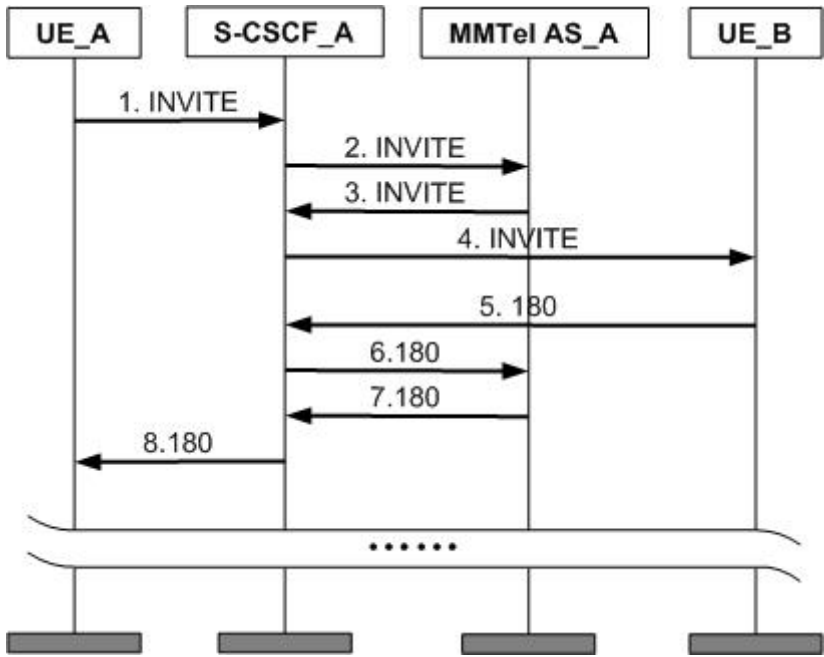 UE_A
S-CSCF_A
MMTel AS_A
UE_B
1. INVITE
2. INVITE
3. INVITE
4. INVITE
5. 180
6.180
7.180
8.180
......